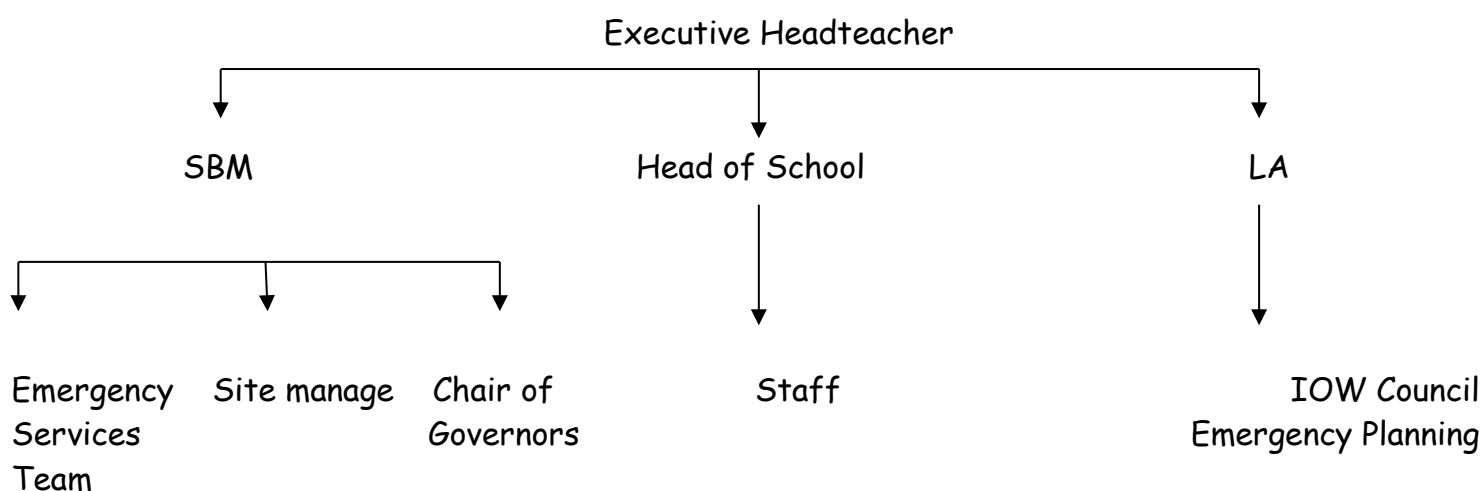 Executive Headteacher
SBM
Head of School
LA
Emergency
Services
Team
Site manage
Chair of
Governors
Staff
IOW Council
Emergency Planning